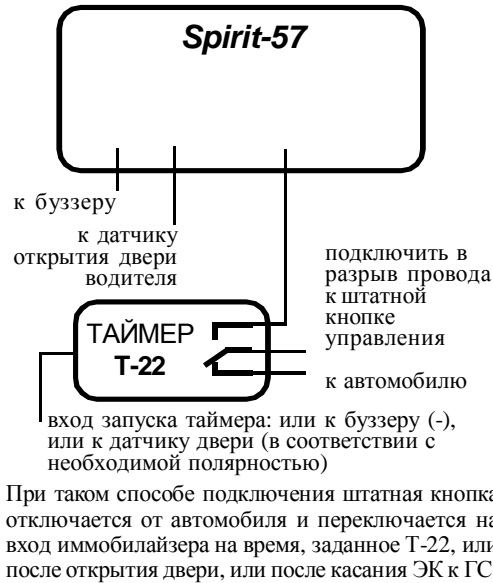 Spirit-57
к буззеру
к датчику
открытия двери
водителя
подключить в
разрыв провода
к штатной
кнопке
управления
ТАЙМЕР
Т-22
к автомобилю
вход запуска таймера: или к буззеру (-),
или к датчику двери (в соответствии с
необходимой полярностью)
При таком способе подключения штатная кнопка
отключается от автомобиля и переключается на
вход иммобилайзера на время, заданное Т-22, или
после открытия двери, или после касания ЭК к ГС